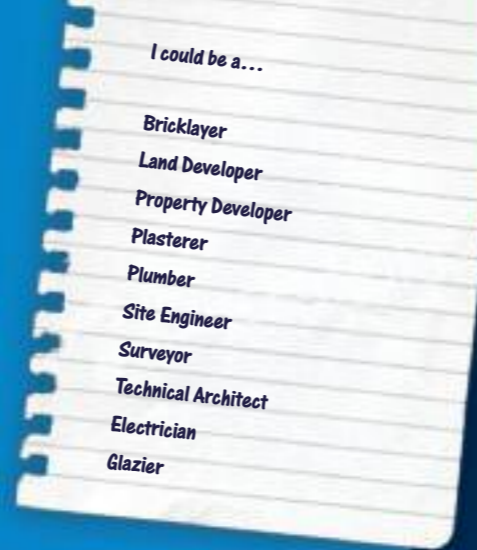 I could be a...
Bricklayer
Land Developer
Property Developer
Plasterer
Plumber
Site Engineer
Surveyor
Technical Architect
Electrician
Glazier